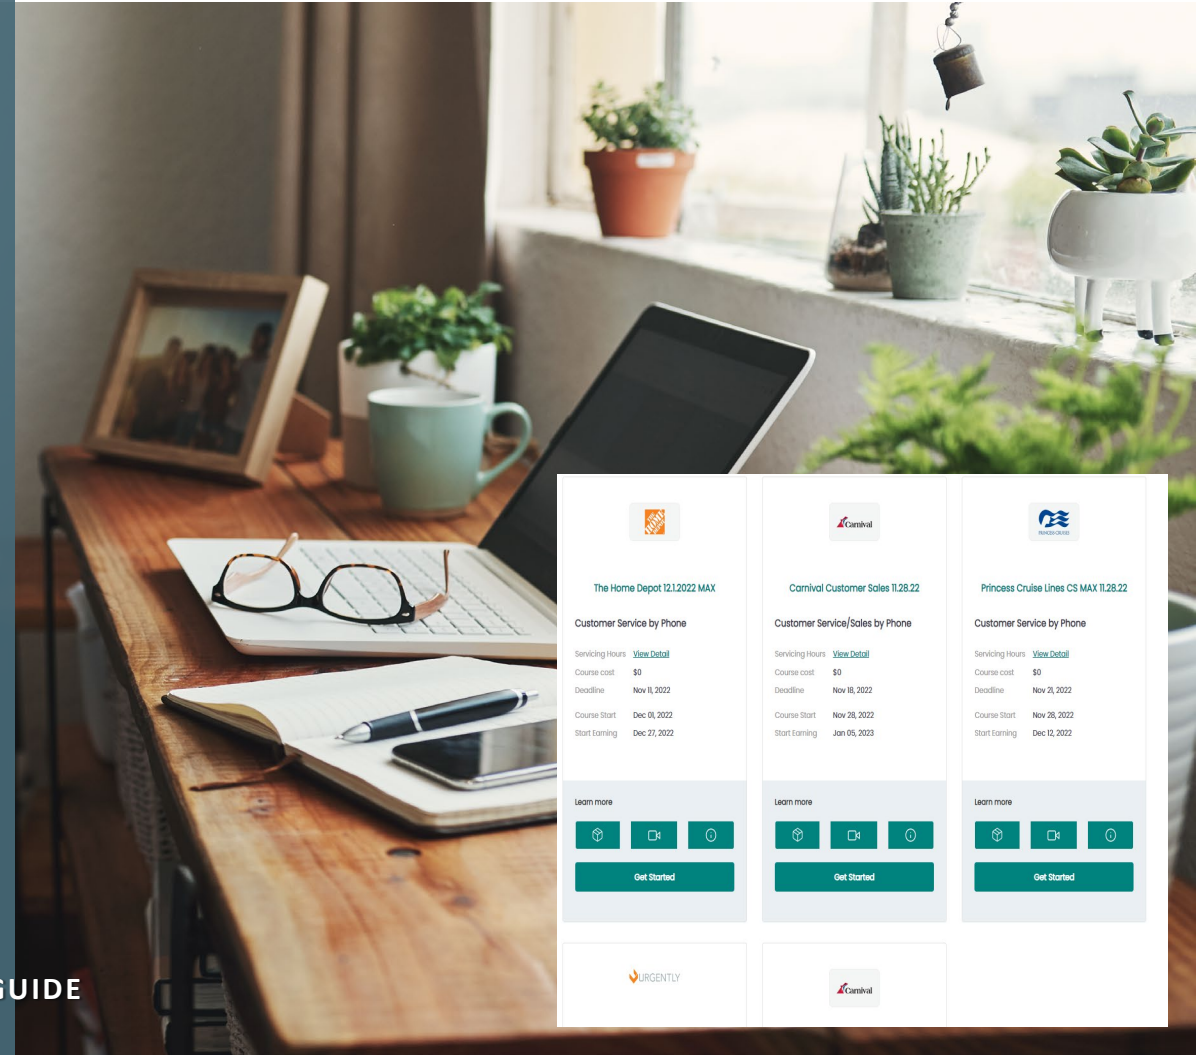 THE HOME DEPOT
The Home Depot 12.1.2022 MAX
Customer Service by Phone
Servicing Hours View Detail
Course cost $0
Deadline Nov 11, 2022
Course Start Dec 01, 2022
Start Earning Dec 27, 2022
Learn more
Get Started
Carnival
Carnival Customer Sales 11.28.22
Customer Service/Sales by Phone
Servicing Hours View Detail
Course cost $0
Deadline Nov 18, 2022
Course Start Nov 28, 2022
Start Earning Jan 05, 2023
Learn more
Get Started
PRINCESS CRUISES
Princess Cruise Lines CS MAX 11.28.22
Customer Service by Phone
Servicing Hours View Detail
Course cost $0
Deadline Nov 21, 2022
Course Start Nov 28, 2022
Start Earning Dec 12, 2022
Learn more
Get Started
URGENTLY
Carnival
GUIDE